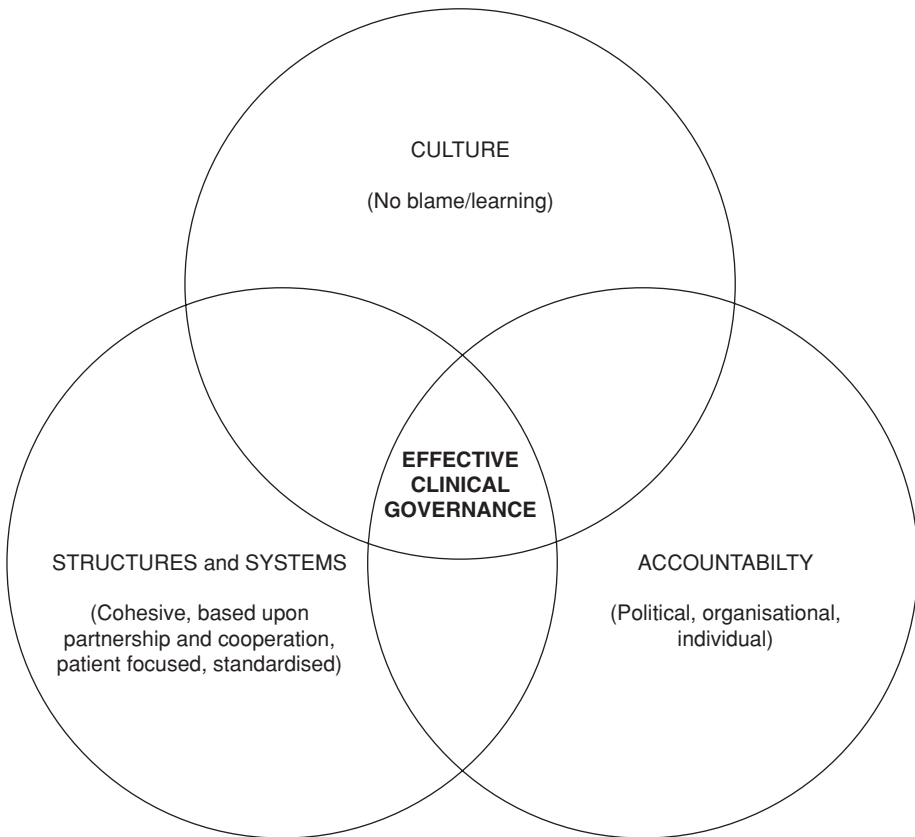 CULTURE
(No blame/learning)
EFFECTIVE
CLINICAL
GOVERNANCE
STRUCTURES and SYSTEMS
(Cohesive, based upon
partnership and cooperation,
patient focused, standardised)
ACCOUNTABILTY
(Political, organisational,
individual)